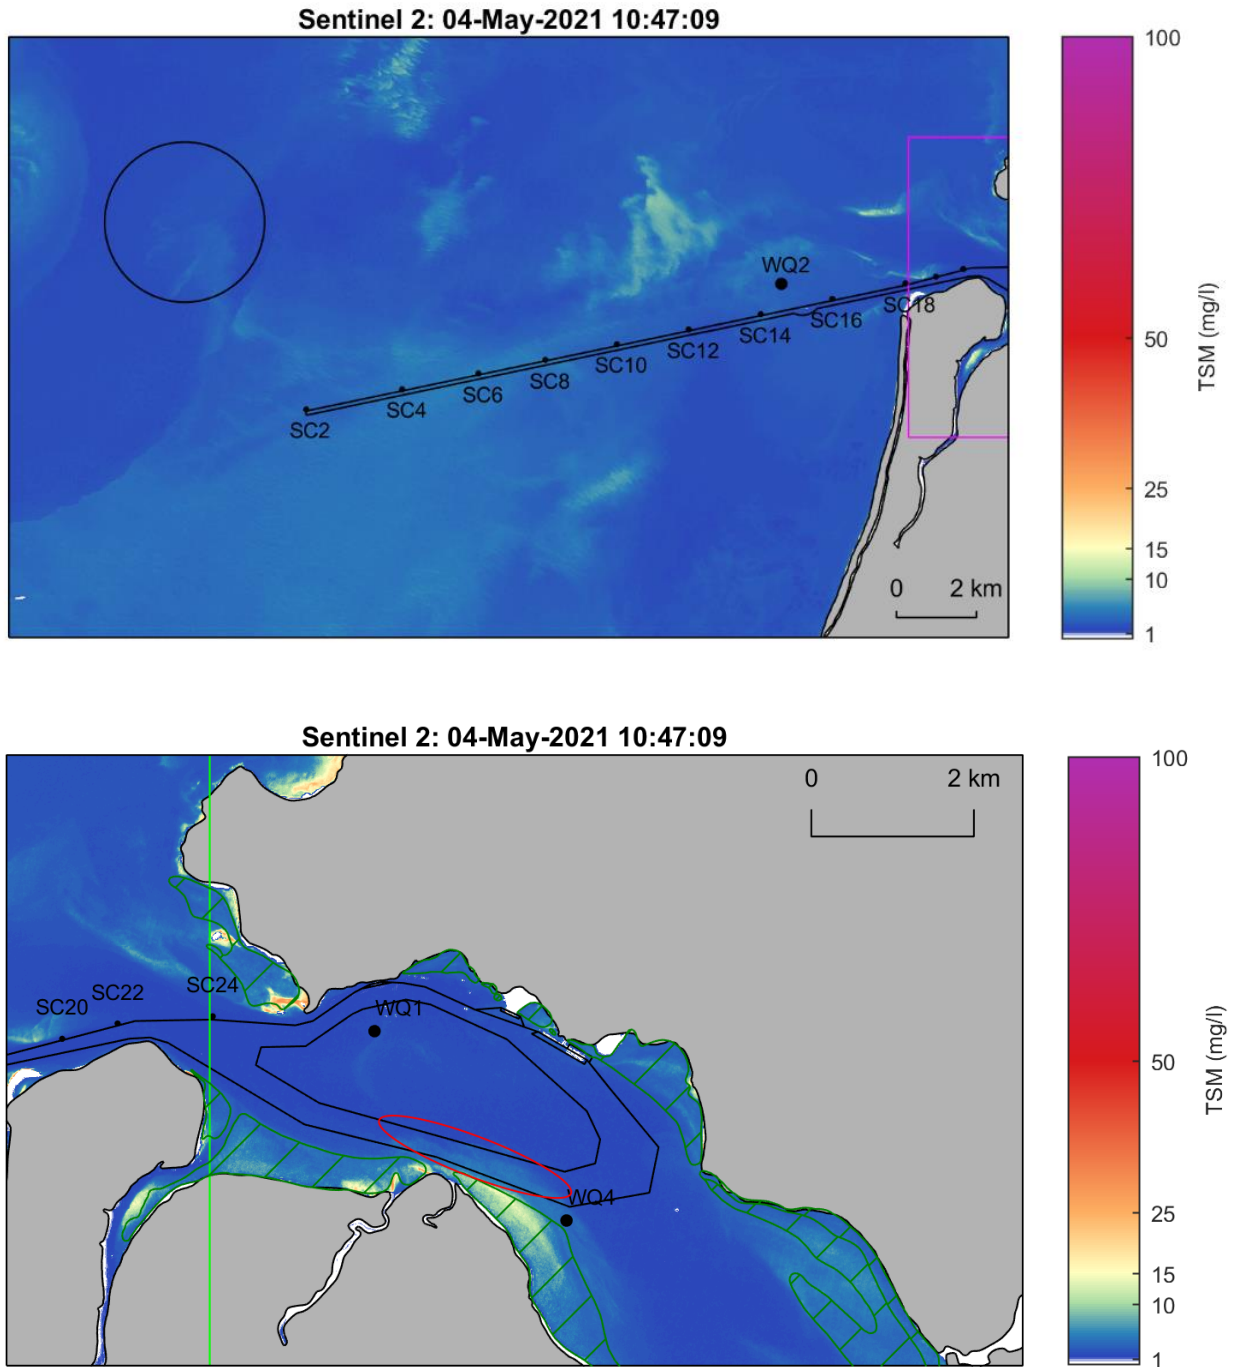 Sentinel 2: 04-May-2021 10:47:09
100
WQ2
SC18
SC16
SC14
SC12
SC10
SC8
SC6
SC4
SC2
50
TSM (mg/l)
25
15
10
1
0 2 km
Sentinel 2: 04-May-2021 10:47:09
100
0 2 km
SC24
SC22
SC20
WQ1
WQ4
50
TSM (mg/l)
25
15
10
1